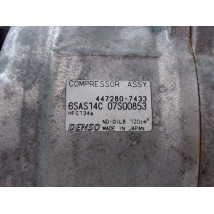 COMPRESSOR ASSY
447280-7433
6SAS14C 07S00853
HFC134a
DENSO ND-OIL8 120cm³
MADE IN JAPAN